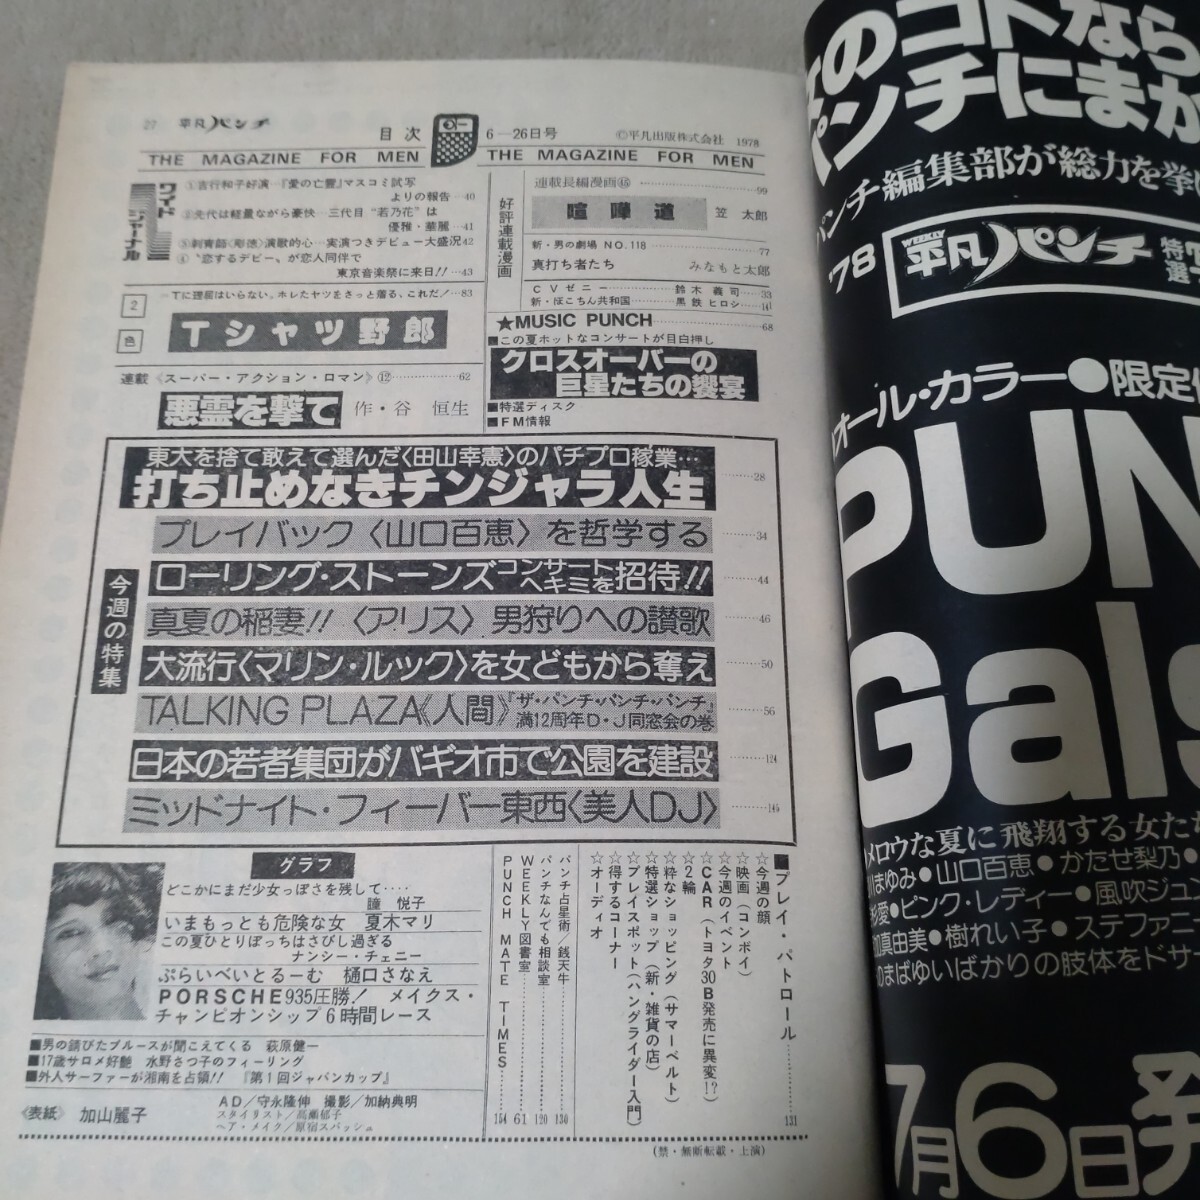 27 平凡パンチ
目次
6—26日号
©平凡出版株式会社 1978
THE MAGAZINE FOR MEN THE MAGAZINE FOR MEN
ワイドジャーナル
①吉行和子好演…『愛の亡霊』マスコミ試写
よりの報告…40
②先代は軽量ながら豪快…三代目“若乃花”は
優雅・華麗…41
③刺青師〈彫徳〉演歌的心…実演つきデビュー大盛況42
④〝恋するデビー〟が恋人同伴で
東京音楽祭に来日!!…43
2色
…Tに理屈はいらない。ホレたヤツをさっと落る、これだ!…83
Tシャツ野郎
連載《スーパー・アクション・ロマン》⑫…62
悪霊を撃て 作・谷 恒生
好評連載漫画
連載長編漫画㊺…99
喧嘩道 笠 太郎
新・男の劇場 NO.118…77
真打ち者たち みなもと太郎
CVゼニー…鈴木義司…33
新・ぽこちん共和国…黒鉄ヒロシ…141
★MUSIC PUNCH…68
■この夏ホットなコンサートが目白押し
クロスオーバーの
巨星たちの饗宴
■特選ディスク
■FM情報
今週の特集
東大を捨て敢えて選んだ〈田山幸憲〉のパチプロ稼業…
打ち止めなきチンジャラ人生…28
プレイバック〈山口百恵〉を哲学する…34
ローリング・ストーンズコンサートへキミを招待!!…44
真夏の稲妻!!〈アリス〉男狩りへの讃歌…46
大流行〈マリン・ルック〉を女どもから奪え…50
TALKING PLAZA《人間》『ザ・パンチ・パンチ・パンチ』満12周年D・J同窓会の巻…56
日本の若者集団がバギオ市で公園を建設…124
ミッドナイト・フィーバー東西〈美人DJ〉…145
グラフ
どこかにまだ少女っぽさを残して‥‥
瞳 悦子
いまもっとも危険な女 夏木マリ
この夏ひとりぼっちはさびし過ぎる
ナンシー・チェニー
ぷらいべいとるーむ 樋口さなえ
PORSCHE935圧勝! メイクス・
チャンピオンシップ6時間レース
■男の錆びたブルースが聞こえてくる 萩原健一
■17歳サロメ好艶 水野さつ子のフィーリング
■外人サーファーが湘南を占領!!『第1回ジャパンカップ』
《表紙》 加山麗子
AD/守永隆伸 撮影/加納典明
スタイリスト/高瀬郁子
ヘア・メイク/原宿スパッシュ
■プレイ・パトロール…131
☆今週の顔
☆映画(コンボイ)
☆今週のイベント
☆CAR(トヨタ30B発売に異変!?)
☆2輪
☆粋なショッピング(サマーベルト)
☆特選ショップ(新・雑貨の店)
☆プレイスポット(ハングライダー入門)
☆得するコーナー
☆オーディオ
パンチ占星術/銭天牛…130
パンチなんでも相談室…120
WEEKLY図書室…61
PUNCH MATE TIMES…154
(禁・無断転載・上演)
女のコトなら
パンチにまか
パンチ編集部が総力を挙げ
'78 WEEKLY 平凡パンチ 特選
オール・カラー●限定
PUN
Gals
メロウな夏に飛翔する女たち
まゆみ●山口百恵●かたせ梨乃●
杉愛●ピンク・レディー●風吹ジュン
加真由美●樹れい子●ステファニー
のまばゆいばかりの肢体をドサ
7月6日発